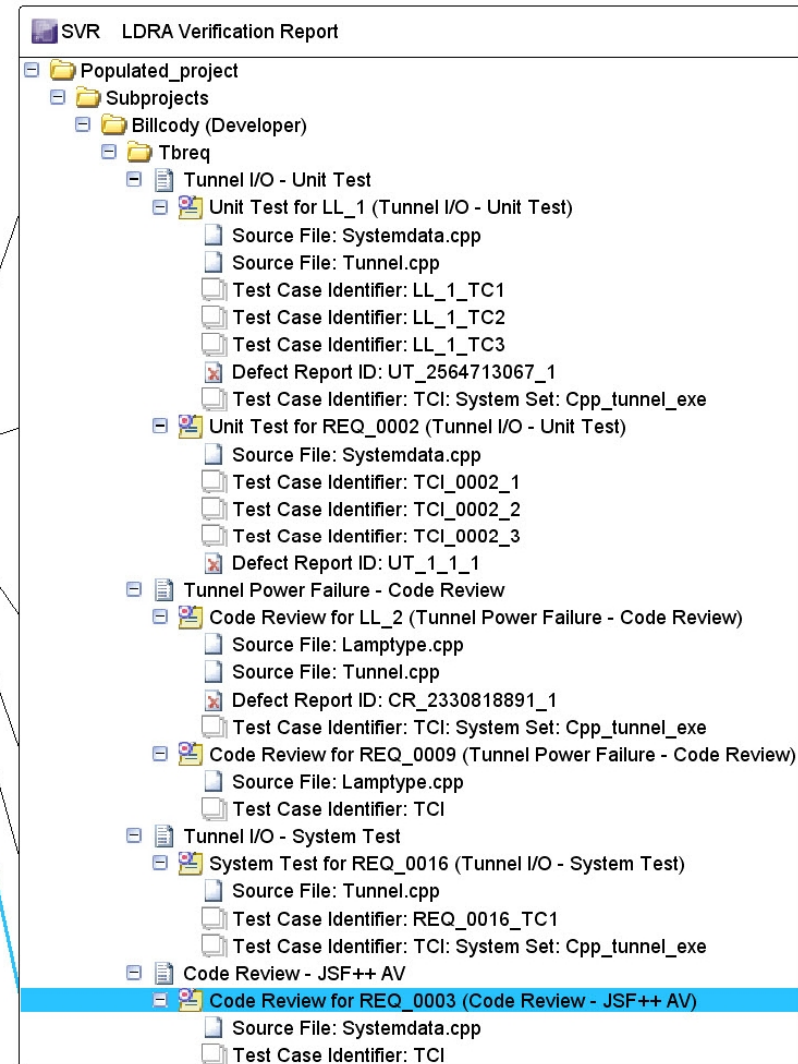 SVR LDRA Verification Report
Populated_project
Subprojects
Billcody (Developer)
Tbreq
Tunnel I/O - Unit Test
Unit Test for LL_1 (Tunnel I/O - Unit Test)
Source File: Systemdata.cpp
Source File: Tunnel.cpp
Test Case Identifier: LL_1_TC1
Test Case Identifier: LL_1_TC2
Test Case Identifier: LL_1_TC3
Defect Report ID: UT_2564713067_1
Test Case Identifier: TCI: System Set: Cpp_tunnel_exe
Unit Test for REQ_0002 (Tunnel I/O - Unit Test)
Source File: Systemdata.cpp
Test Case Identifier: TCI_0002_1
Test Case Identifier: TCI_0002_2
Test Case Identifier: TCI_0002_3
Defect Report ID: UT_1_1_1
Tunnel Power Failure - Code Review
Code Review for LL_2 (Tunnel Power Failure - Code Review)
Source File: Lamptype.cpp
Source File: Tunnel.cpp
Defect Report ID: CR_2330818891_1
Test Case Identifier: TCI: System Set: Cpp_tunnel_exe
Code Review for REQ_0009 (Tunnel Power Failure - Code Review)
Source File: Lamptype.cpp
Test Case Identifier: TCI
Tunnel I/O - System Test
System Test for REQ_0016 (Tunnel I/O - System Test)
Source File: Tunnel.cpp
Test Case Identifier: REQ_0016_TC1
Test Case Identifier: TCI: System Set: Cpp_tunnel_exe
Code Review - JSF++ AV
Code Review for REQ_0003 (Code Review - JSF++ AV)
Source File: Systemdata.cpp
Test Case Identifier: TCI